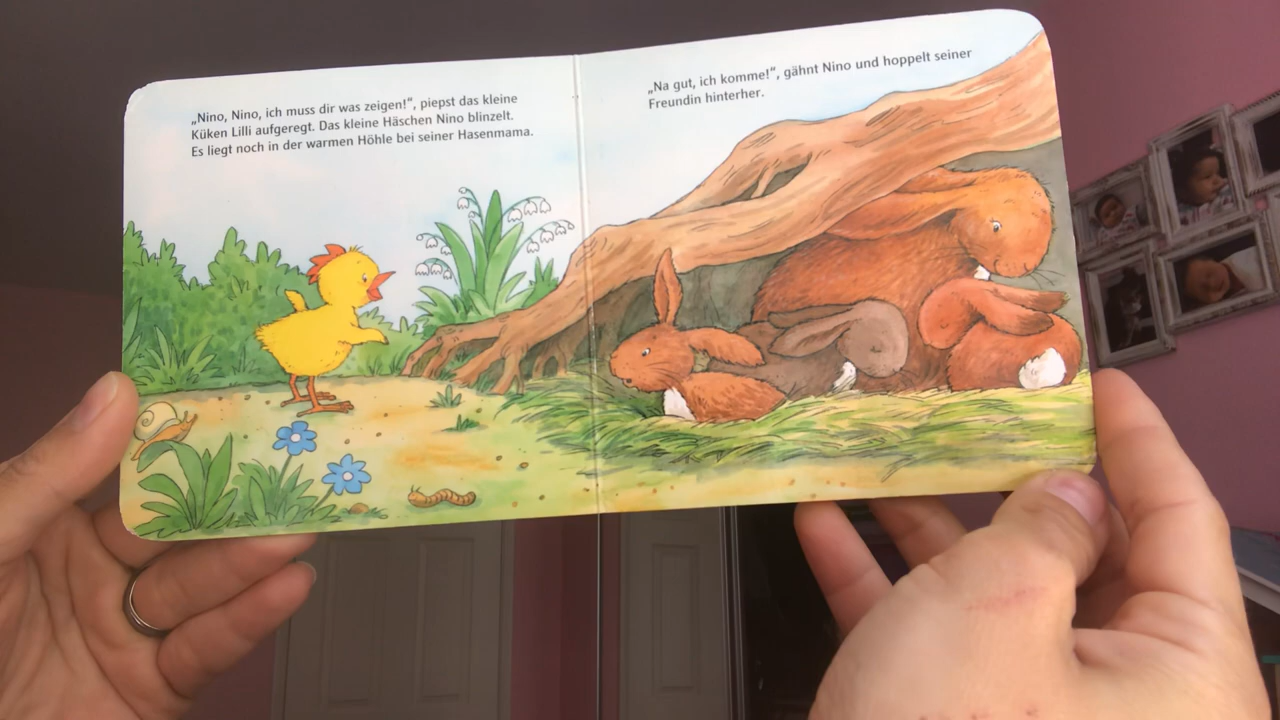 „Nino, Nino, ich muss dir was zeigen!“, piepst das kleine
Küken Lilli aufgeregt. Das kleine Häschen Nino blinzelt.
Es liegt noch in der warmen Höhle bei seiner Hasenmama.
„Na gut, ich komme!“, gähnt Nino und hoppelt seiner
Freundin hinterher.